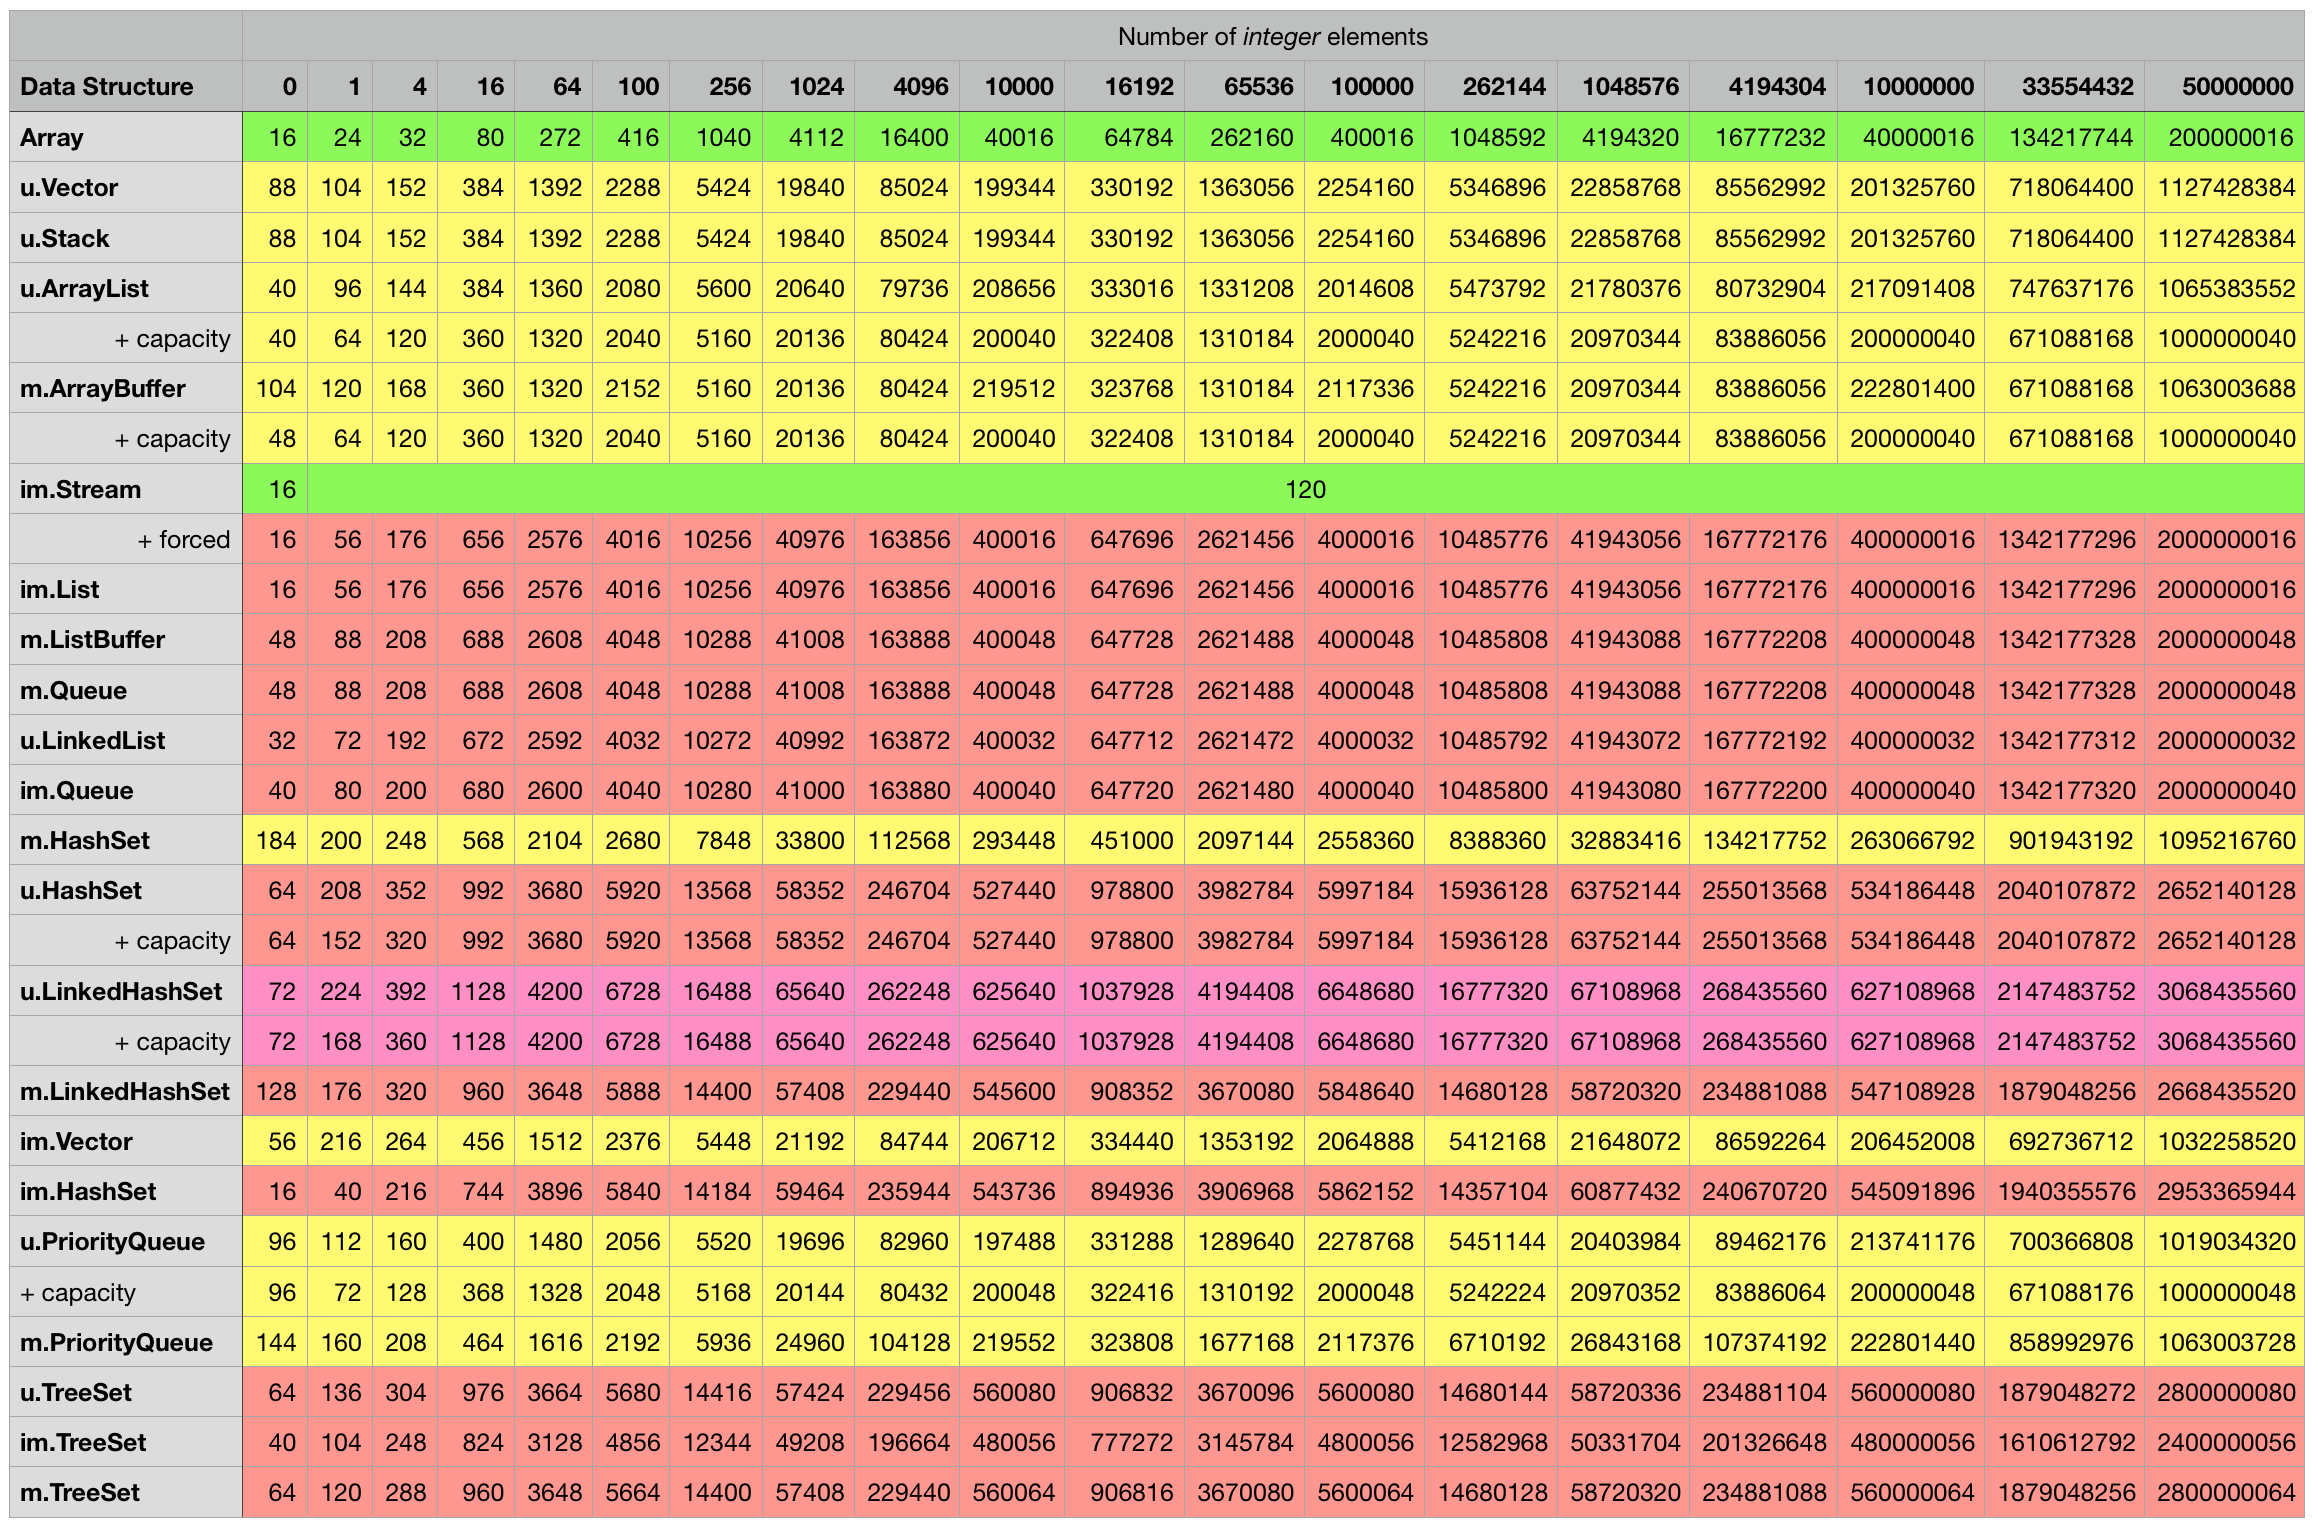 Number of integer elements
Data Structure 0 1 4 16 64 100 256 1024 4096 10000 16192 65536 100000 262144 1048576 4194304 10000000 33554432 50000000
Array 16 24 32 80 272 416 1040 4112 16400 40016 64784 262160 400016 1048592 4194320 16777232 40000016 134217744 200000016
u.Vector 88 104 152 384 1392 2288 5424 19840 85024 199344 330192 1363056 2254160 5346896 22858768 85562992 201325760 718064400 1127428384
u.Stack 88 104 152 384 1392 2288 5424 19840 85024 199344 330192 1363056 2254160 5346896 22858768 85562992 201325760 718064400 1127428384
u.ArrayList 40 96 144 384 1360 2080 5600 20640 79736 208656 333016 1331208 2014608 5473792 21780376 80732904 217091408 747637176 1065383552
+ capacity 40 64 120 360 1320 2040 5160 20136 80424 200040 322408 1310184 2000040 5242216 20970344 83886056 200000040 671088168 1000000040
m.ArrayBuffer 104 120 168 360 1320 2152 5160 20136 80424 219512 323768 1310184 2117336 5242216 20970344 83886056 222801400 671088168 1063003688
+ capacity 48 64 120 360 1320 2040 5160 20136 80424 200040 322408 1310184 2000040 5242216 20970344 83886056 200000040 671088168 1000000040
im.Stream 16 120
+ forced 16 56 176 656 2576 4016 10256 40976 163856 400016 647696 2621456 4000016 10485776 41943056 167772176 400000016 1342177296 2000000016
im.List 16 56 176 656 2576 4016 10256 40976 163856 400016 647696 2621456 4000016 10485776 41943056 167772176 400000016 1342177296 2000000016
m.ListBuffer 48 88 208 688 2608 4048 10288 41008 163888 400048 647728 2621488 4000048 10485808 41943088 167772208 400000048 1342177328 2000000048
m.Queue 48 88 208 688 2608 4048 10288 41008 163888 400048 647728 2621488 4000048 10485808 41943088 167772208 400000048 1342177328 2000000048
u.LinkedList 32 72 192 672 2592 4032 10272 40992 163872 400032 647712 2621472 4000032 10485792 41943072 167772192 400000032 1342177312 2000000032
im.Queue 40 80 200 680 2600 4040 10280 41000 163880 400040 647720 2621480 4000040 10485800 41943080 167772200 400000040 1342177320 2000000040
m.HashSet 184 200 248 568 2104 2680 7848 33800 112568 293448 451000 2097144 2558360 8388360 32883416 134217752 263066792 901943192 1095216760
u.HashSet 64 208 352 992 3680 5920 13568 58352 246704 527440 978800 3982784 5997184 15936128 63752144 255013568 534186448 2040107872 2652140128
+ capacity 64 152 320 992 3680 5920 13568 58352 246704 527440 978800 3982784 5997184 15936128 63752144 255013568 534186448 2040107872 2652140128
u.LinkedHashSet 72 224 392 1128 4200 6728 16488 65640 262248 625640 1037928 4194408 6648680 16777320 67108968 268435560 627108968 2147483752 3068435560
+ capacity 72 168 360 1128 4200 6728 16488 65640 262248 625640 1037928 4194408 6648680 16777320 67108968 268435560 627108968 2147483752 3068435560
m.LinkedHashSet 128 176 320 960 3648 5888 14400 57408 229440 545600 908352 3670080 5848640 14680128 58720320 234881088 547108928 1879048256 2668435520
im.Vector 56 216 264 456 1512 2376 5448 21192 84744 206712 334440 1353192 2064888 5412168 21648072 86592264 206452008 692736712 1032258520
im.HashSet 16 40 216 744 3896 5840 14184 59464 235944 543736 894936 3906968 5862152 14357104 60877432 240670720 545091896 1940355576 2953365944
u.PriorityQueue 96 112 160 400 1480 2056 5520 19696 82960 197488 331288 1289640 2278768 5451144 20403984 89462176 213741176 700366808 1019034320
+ capacity 96 72 128 368 1328 2048 5168 20144 80432 200048 322416 1310192 2000048 5242224 20970352 83886064 200000048 671088176 1000000048
m.PriorityQueue 144 160 208 464 1616 2192 5936 24960 104128 219552 323808 1677168 2117376 6710192 26843168 107374192 222801440 858992976 1063003728
u.TreeSet 64 136 304 976 3664 5680 14416 57424 229456 560080 906832 3670096 5600080 14680144 58720336 234881104 560000080 1879048272 2800000080
im.TreeSet 40 104 248 824 3128 4856 12344 49208 196664 480056 777272 3145784 4800056 12582968 50331704 201326648 480000056 1610612792 2400000056
m.TreeSet 64 120 288 960 3648 5664 14400 57408 229440 560064 906816 3670080 5600064 14680128 58720320 234881088 560000064 1879048256 2800000064